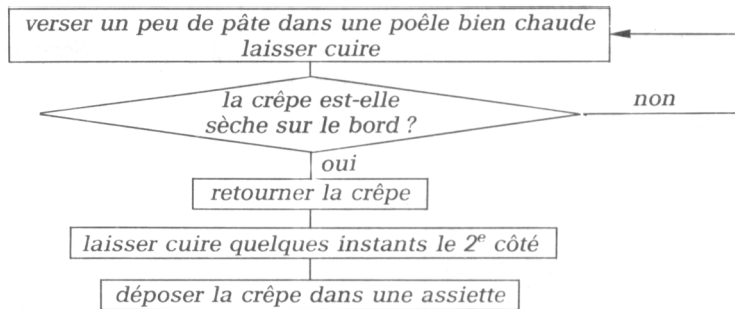 verser un peu de pâte dans une poêle bien chaude
laisser cuire
la crêpe est-elle
sèche sur le bord ?
non
oui
retourner la crêpe
laisser cuire quelques instants le 2e côté
déposer la crêpe dans une assiette